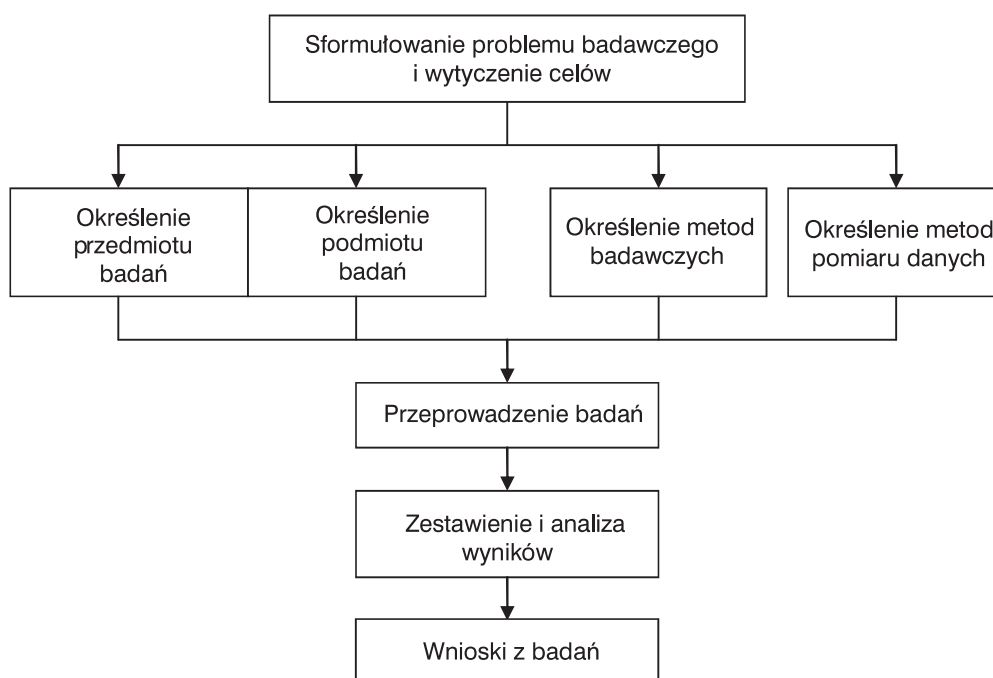 Sformułowanie problemu badawczego
i wytyczenie celów
Określenie
przedmiotu
badań
Określenie
podmiotu
badań
Określenie metod
badawczych
Określenie metod
pomiaru danych
Przeprowadzenie badań
Zestawienie i analiza
wyników
Wnioski z badań